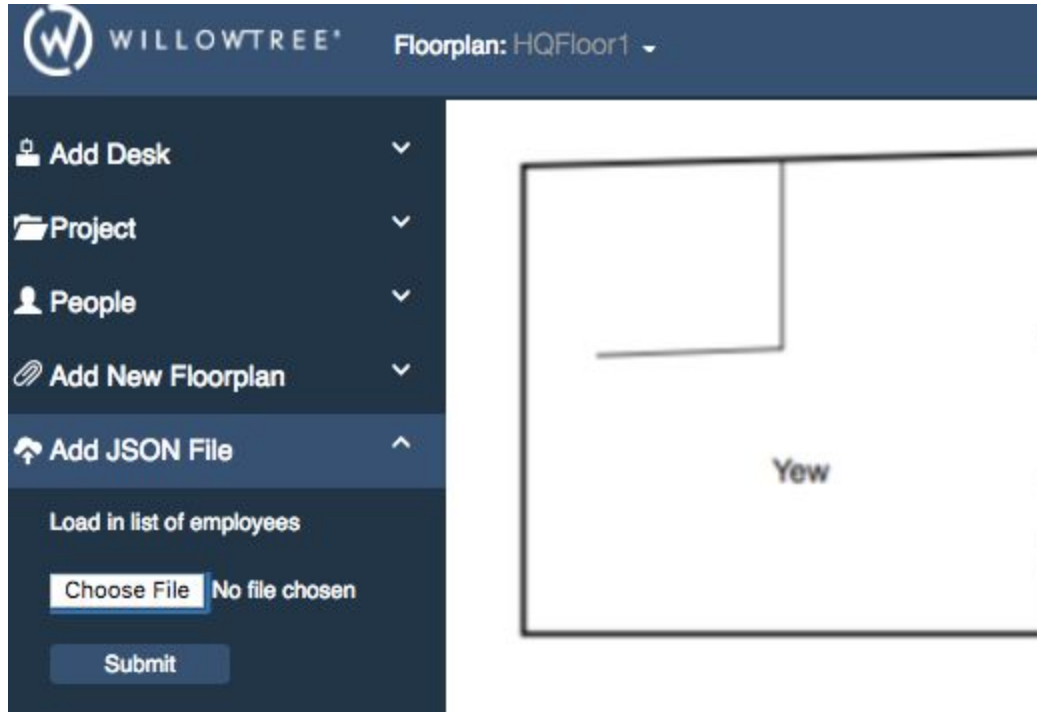 WILLOWTREE®
Floorplan: HQFloor1
Add Desk
Project
People
Add New Floorplan
Add JSON File
Load in list of employees
Choose File No file chosen
Submit
Yew